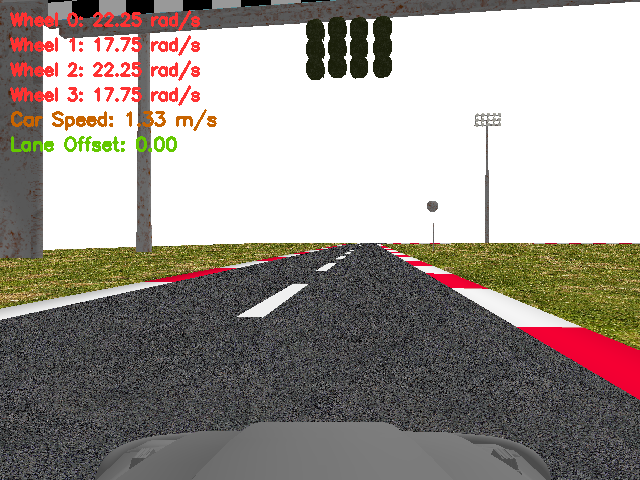 Wheel 0: 22.25 rad/s
Wheel 1: 17.75 rad/s
Wheel 2: 22.25 rad/s
Wheel 3: 17.75 rad/s
Car Speed: 1.33 m/s
Lane Offset: 0.00